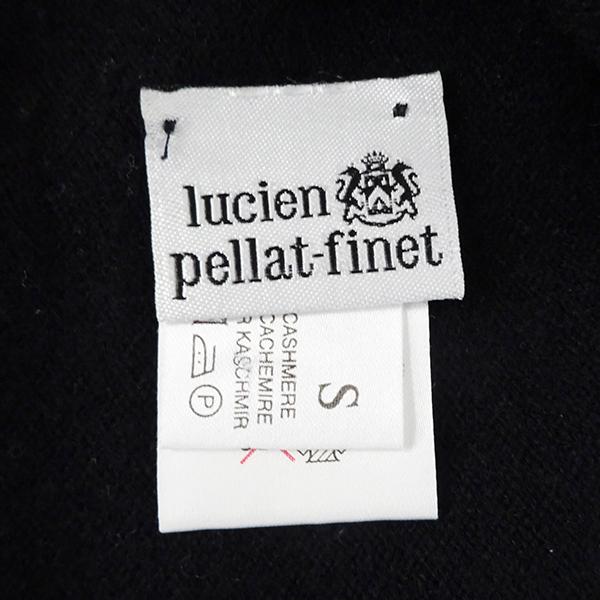 lucien
pellat-finet
CASHMERE
CACHEMIRE
R KASCHMIR
S
P